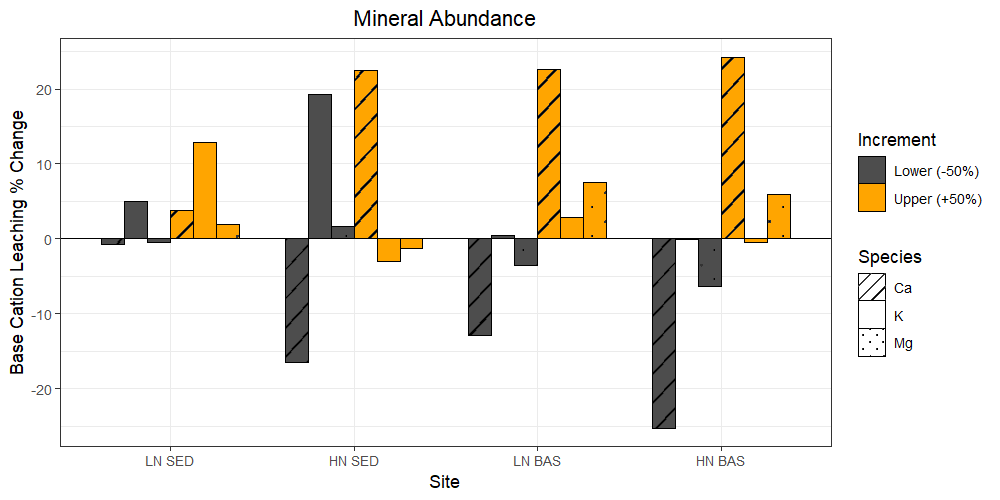 Mineral Abundance
Base Cation Leaching % Change
20
10
0
-10
-20
LN SED
HN SED
LN BAS
HN BAS
Site
Increment
Lower (-50%)
Upper (+50%)
Species
Ca
K
Mg